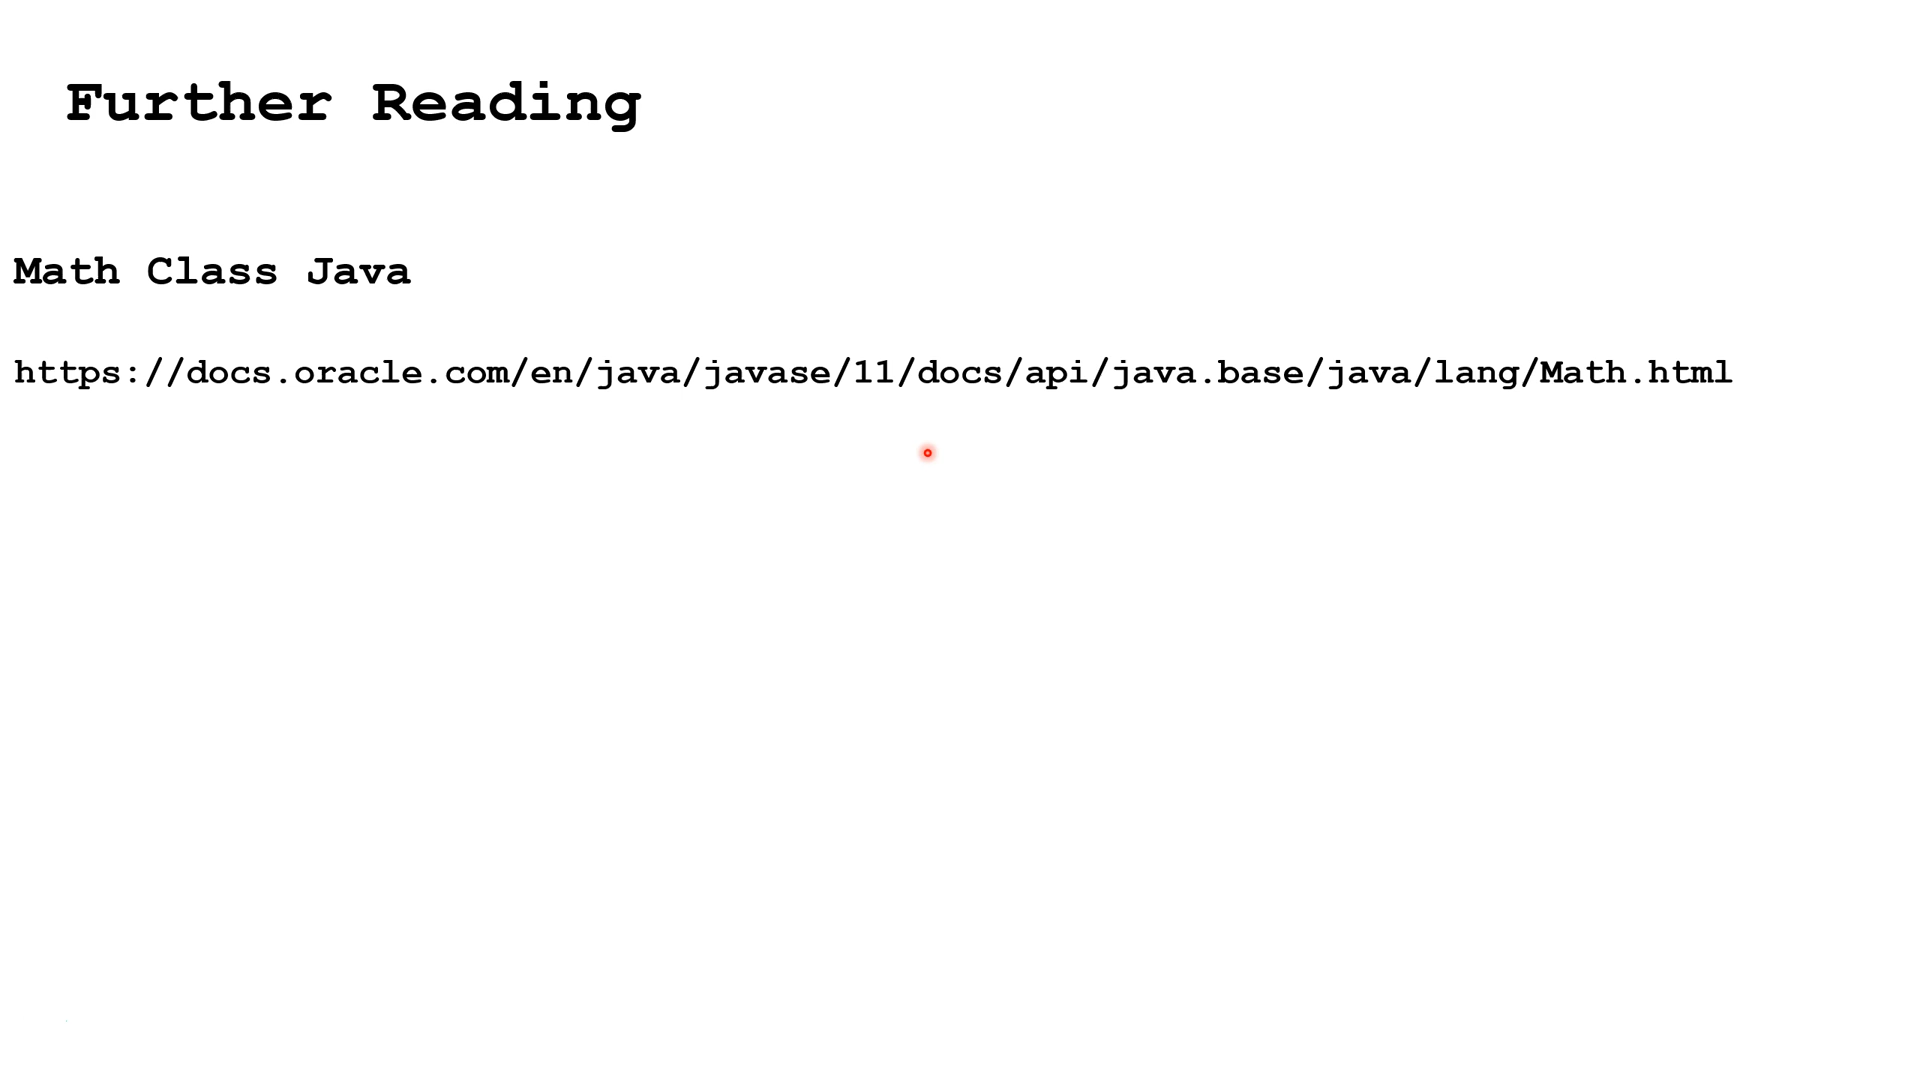 Further Reading
Math Class Java
https://docs.oracle.com/en/java/javase/11/docs/api/java.base/java/lang/Math.html